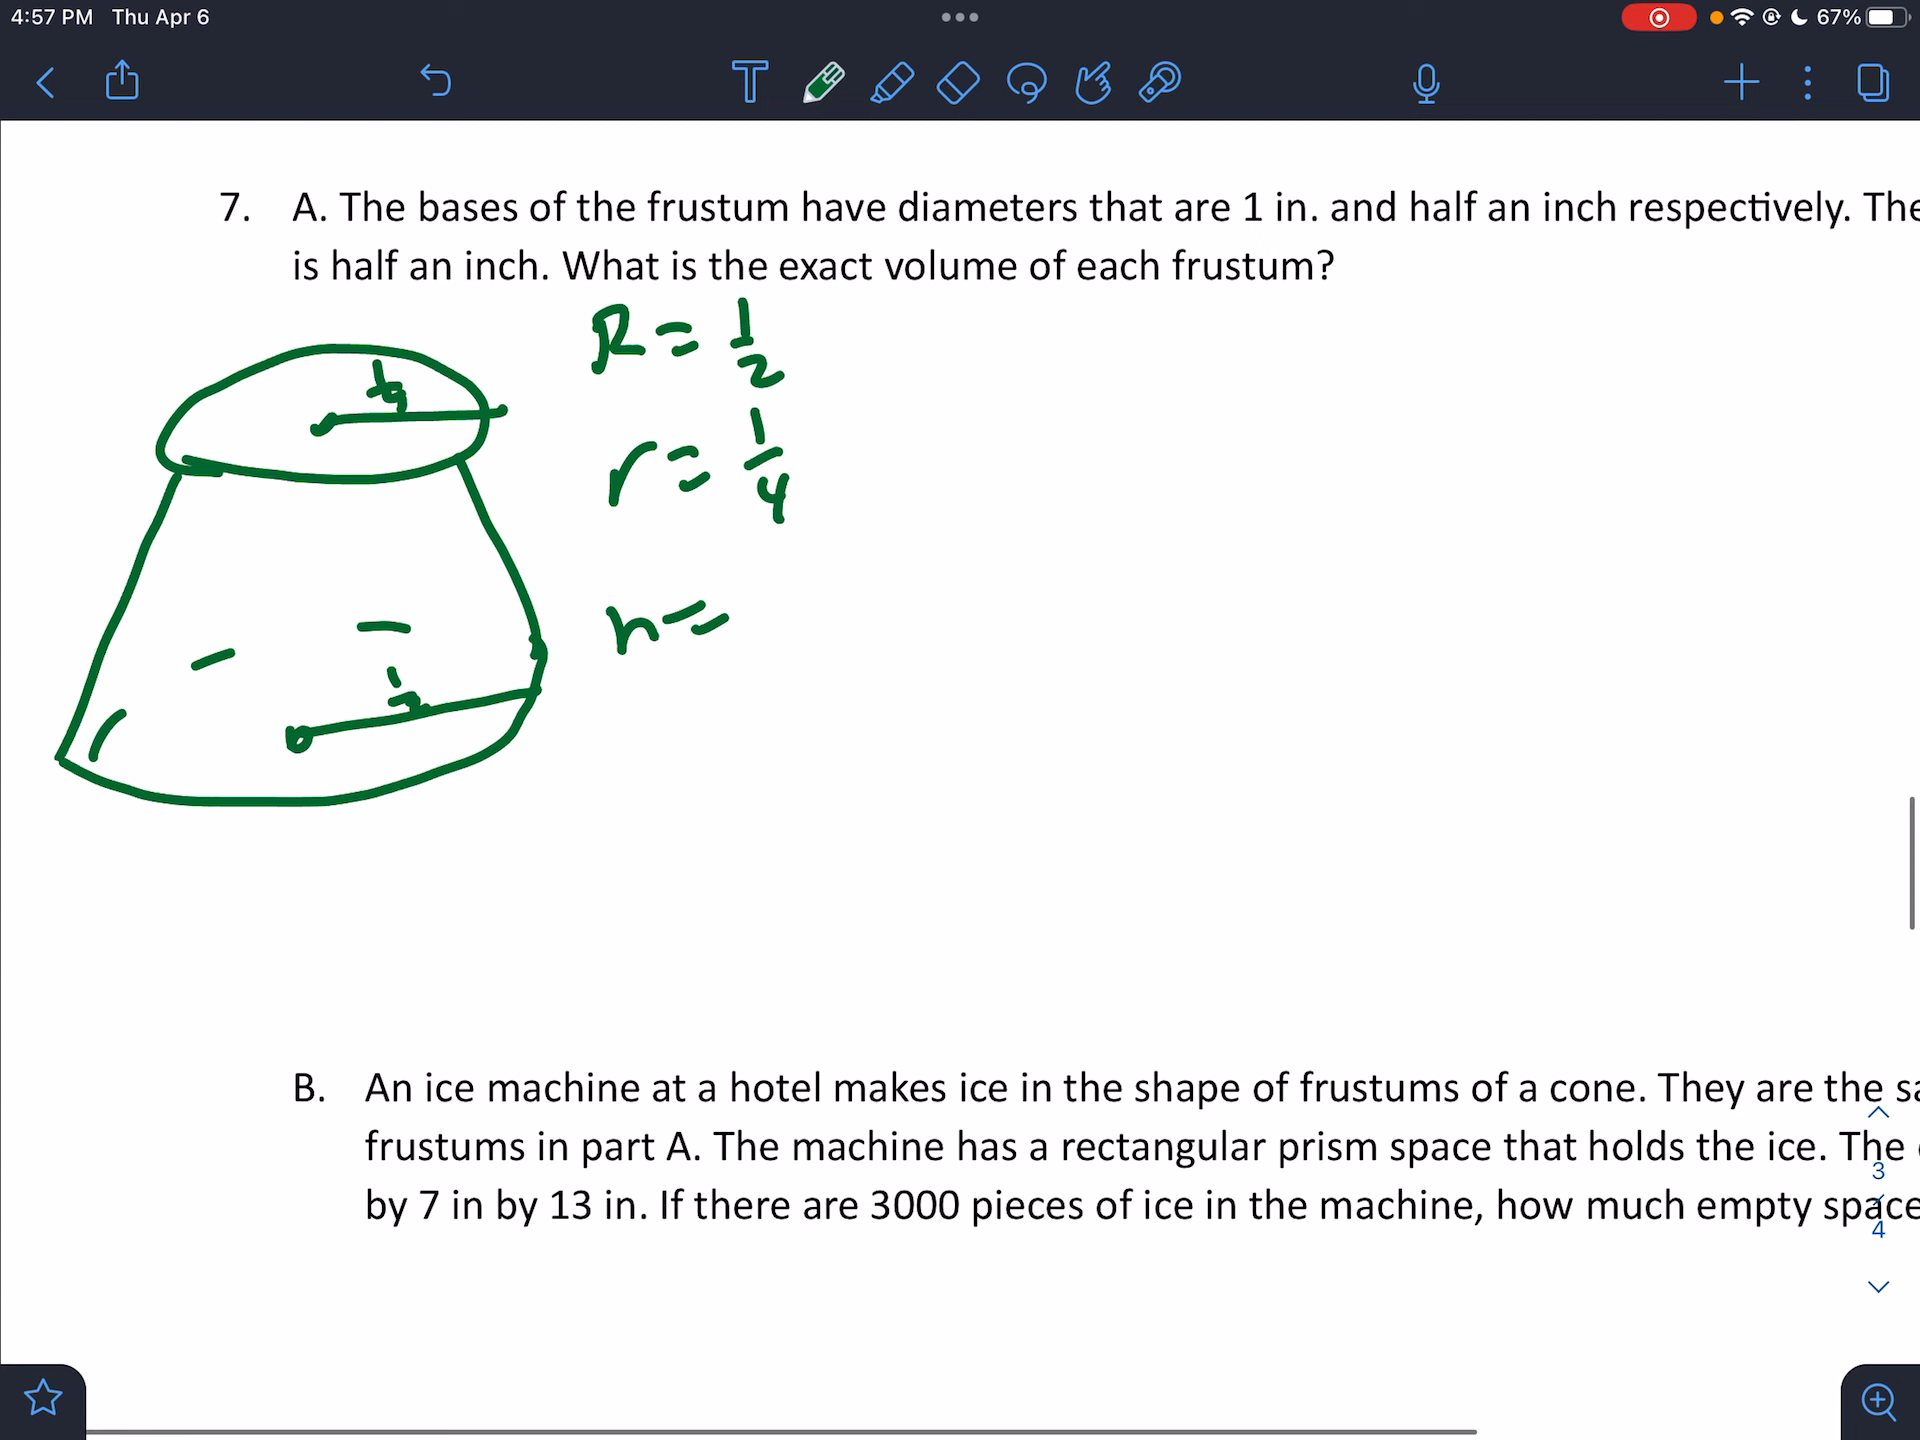 4:57 PM Thu Apr 6
67%
7. A. The bases of the frustum have diameters that are 1 in. and half an inch respectively. The
is half an inch. What is the exact volume of each frustum?
R = 1/2
1/4
r = 1/4
h =
1/2
B. An ice machine at a hotel makes ice in the shape of frustums of a cone. They are the sa
frustums in part A. The machine has a rectangular prism space that holds the ice. The
by 7 in by 13 in. If there are 3000 pieces of ice in the machine, how much empty space
3
/
4